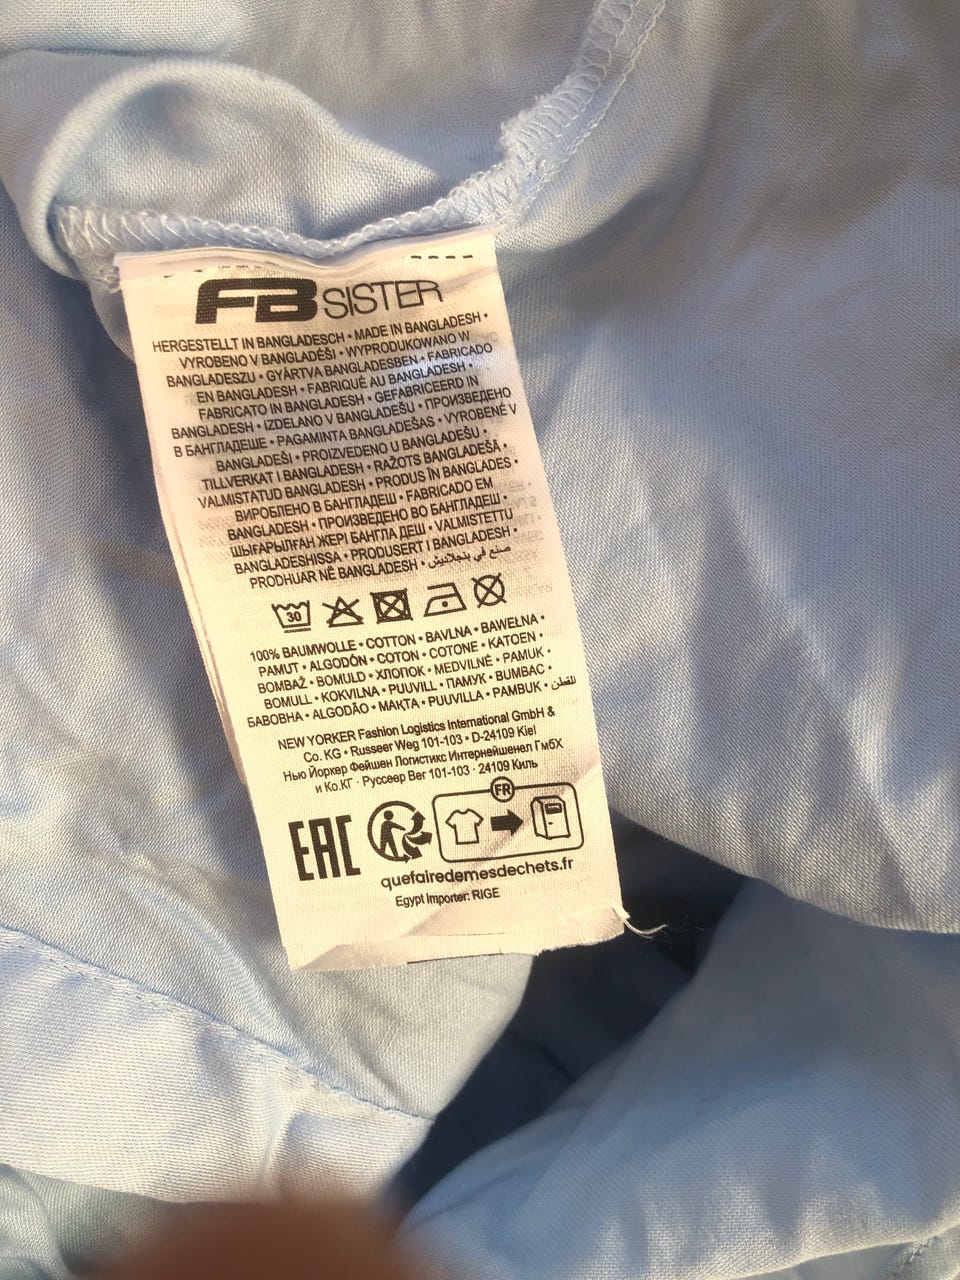 FB SISTER
HERGESTELLT IN BANGLADESCH • MADE IN BANGLADESH •
VYROBENO V BANGLADÉŠI • WYPRODUKOWANO W
BANGLADESZU • GYÁRTVA BANGLADESBEN • FABRICADO
EN BANGLADESH • FABRIQUÉ AU BANGLADESH •
FABRICATO IN BANGLADESH • GEFABRICEERD IN
BANGLADESH • IZDELANO V BANGLADEŠU • ПРОИЗВЕДЕНО
В БАНГЛАДЕШЕ • PAGAMINTA BANGLADEŠAS • VYROBENÉ V
BANGLADEŠI • PROIZVEDENO U BANGLADEŠU •
TILLVERKAT I BANGLADESH • RAŽOTS BANGLADEŠĀ •
VALMISTATUD BANGLADESH • PRODUS ÎN BANGLADES •
ВИРОБЛЕНО В БАНГЛАДЕШ • FABRICADO EM
BANGLADESH • ПРОИЗВЕДЕНО ВО БАНГЛАДЕШ •
ШЫҒАРЫЛҒАН ЖЕРІ БАНГЛА ДЕШ • VALMISTETTU
BANGLADESHISSA • PRODUSERT I BANGLADESH •
PRODHUAR NË BANGLADESH • صنع في بنجلاديش
30
100% BAUMWOLLE • COTTON • BAVLNA • BAWEŁNA •
PAMUT • ALGODÓN • COTON • COTONE • KATOEN •
BOMBAŽ • BOMULD • ХЛОПОК • MEDVILNĖ • PAMUK •
BOMULL • KOKVILNA • PUUVILL • ПАМУК • BUMBAC •
БАВОВНА • ALGODÃO • МАҚТА • PUUVILLA • PAMBUK • القطن
NEW YORKER Fashion Logistics International GmbH &
Co. KG • Russeer Weg 101-103 • D-24109 Kiel
Нью Йоркер Фейшен Логистикс Интернейшенел ГмбХ
и Ко.КГ · Руссеер Вег 101-103 · 24109 Киль
FR
EAC
quefairedemesdechets.fr
Egypt Importer: RIGE